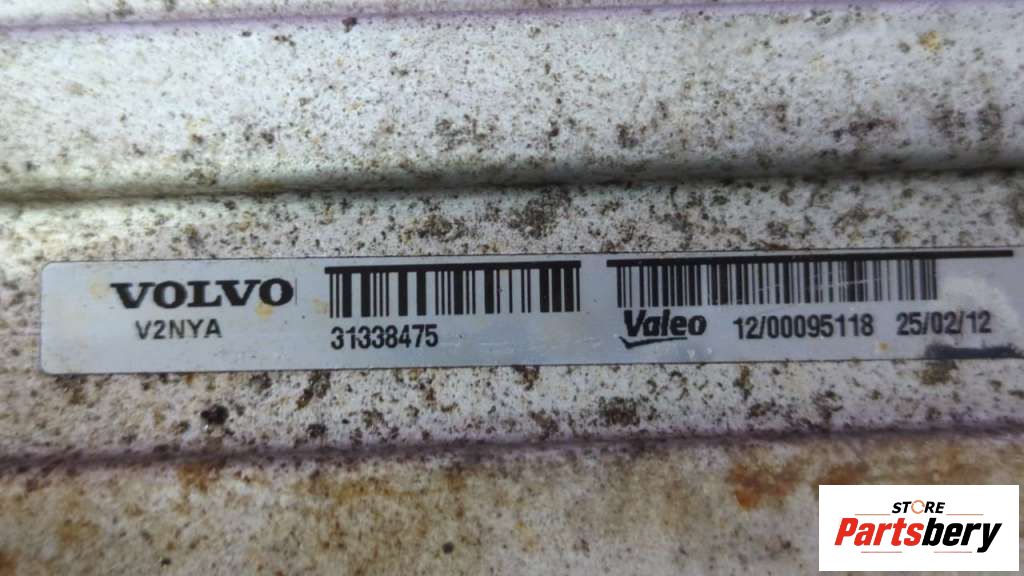 VOLVO
V2NYA
31338475
Valeo 12/00095118 25/02/12
STORE
Partsbery